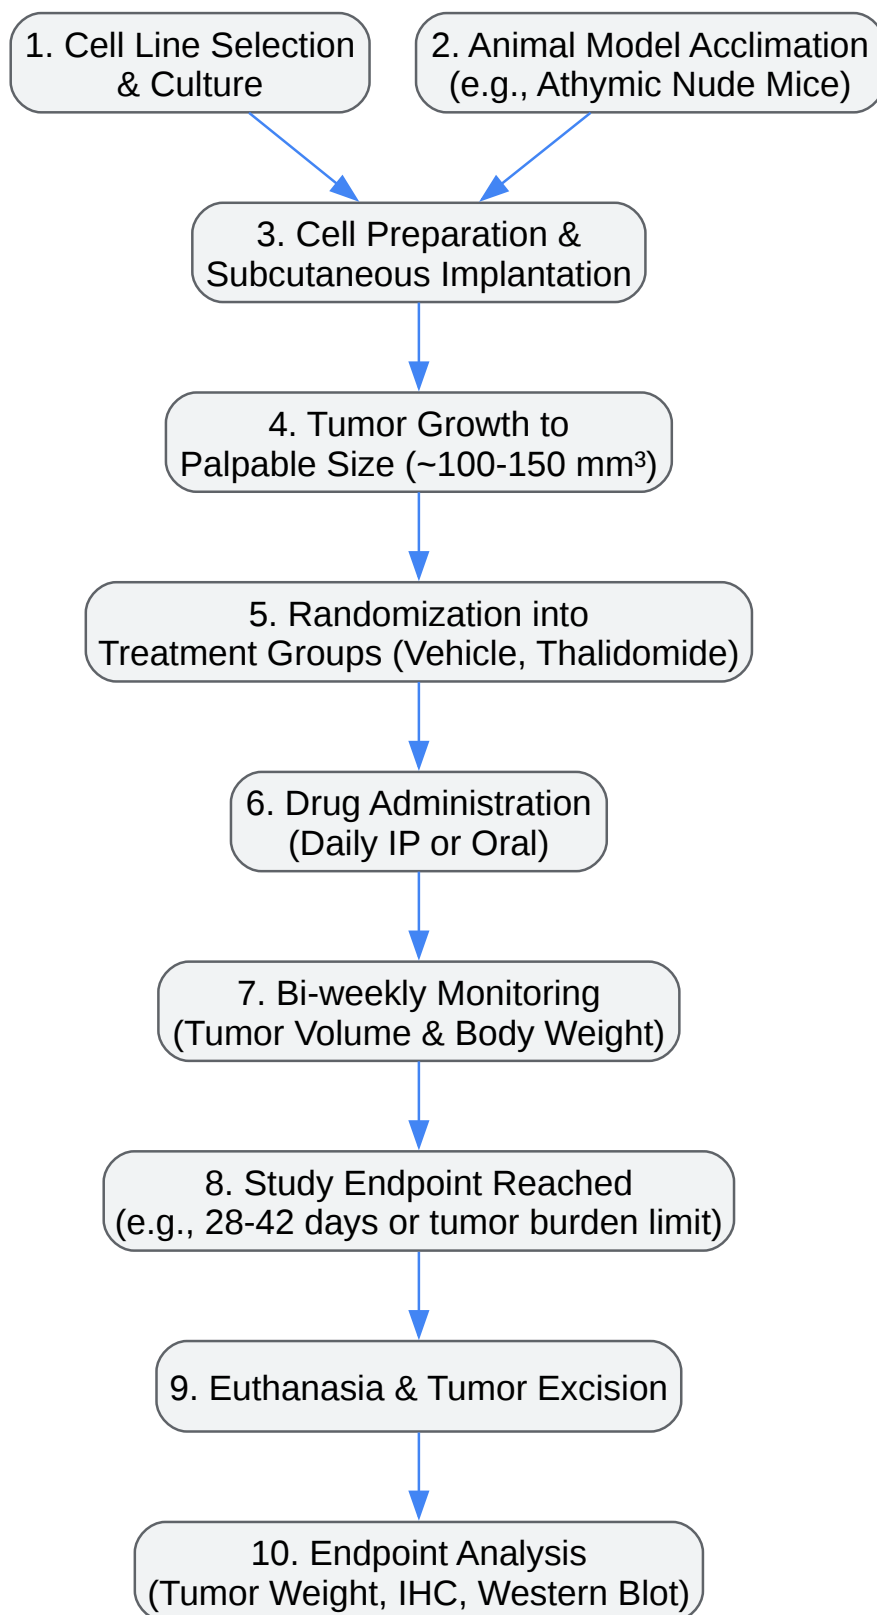 1. Cell Line Selection
& Culture
2. Animal Model Acclimation
(e.g., Athymic Nude Mice)
3. Cell Preparation &
Subcutaneous Implantation
4. Tumor Growth to
Palpable Size (~100-150 mm³)
5. Randomization into
Treatment Groups (Vehicle, Thalidomide)
6. Drug Administration
(Daily IP or Oral)
7. Bi-weekly Monitoring
(Tumor Volume & Body Weight)
8. Study Endpoint Reached
(e.g., 28-42 days or tumor burden limit)
9. Euthanasia & Tumor Excision
10. Endpoint Analysis
(Tumor Weight, IHC, Western Blot)